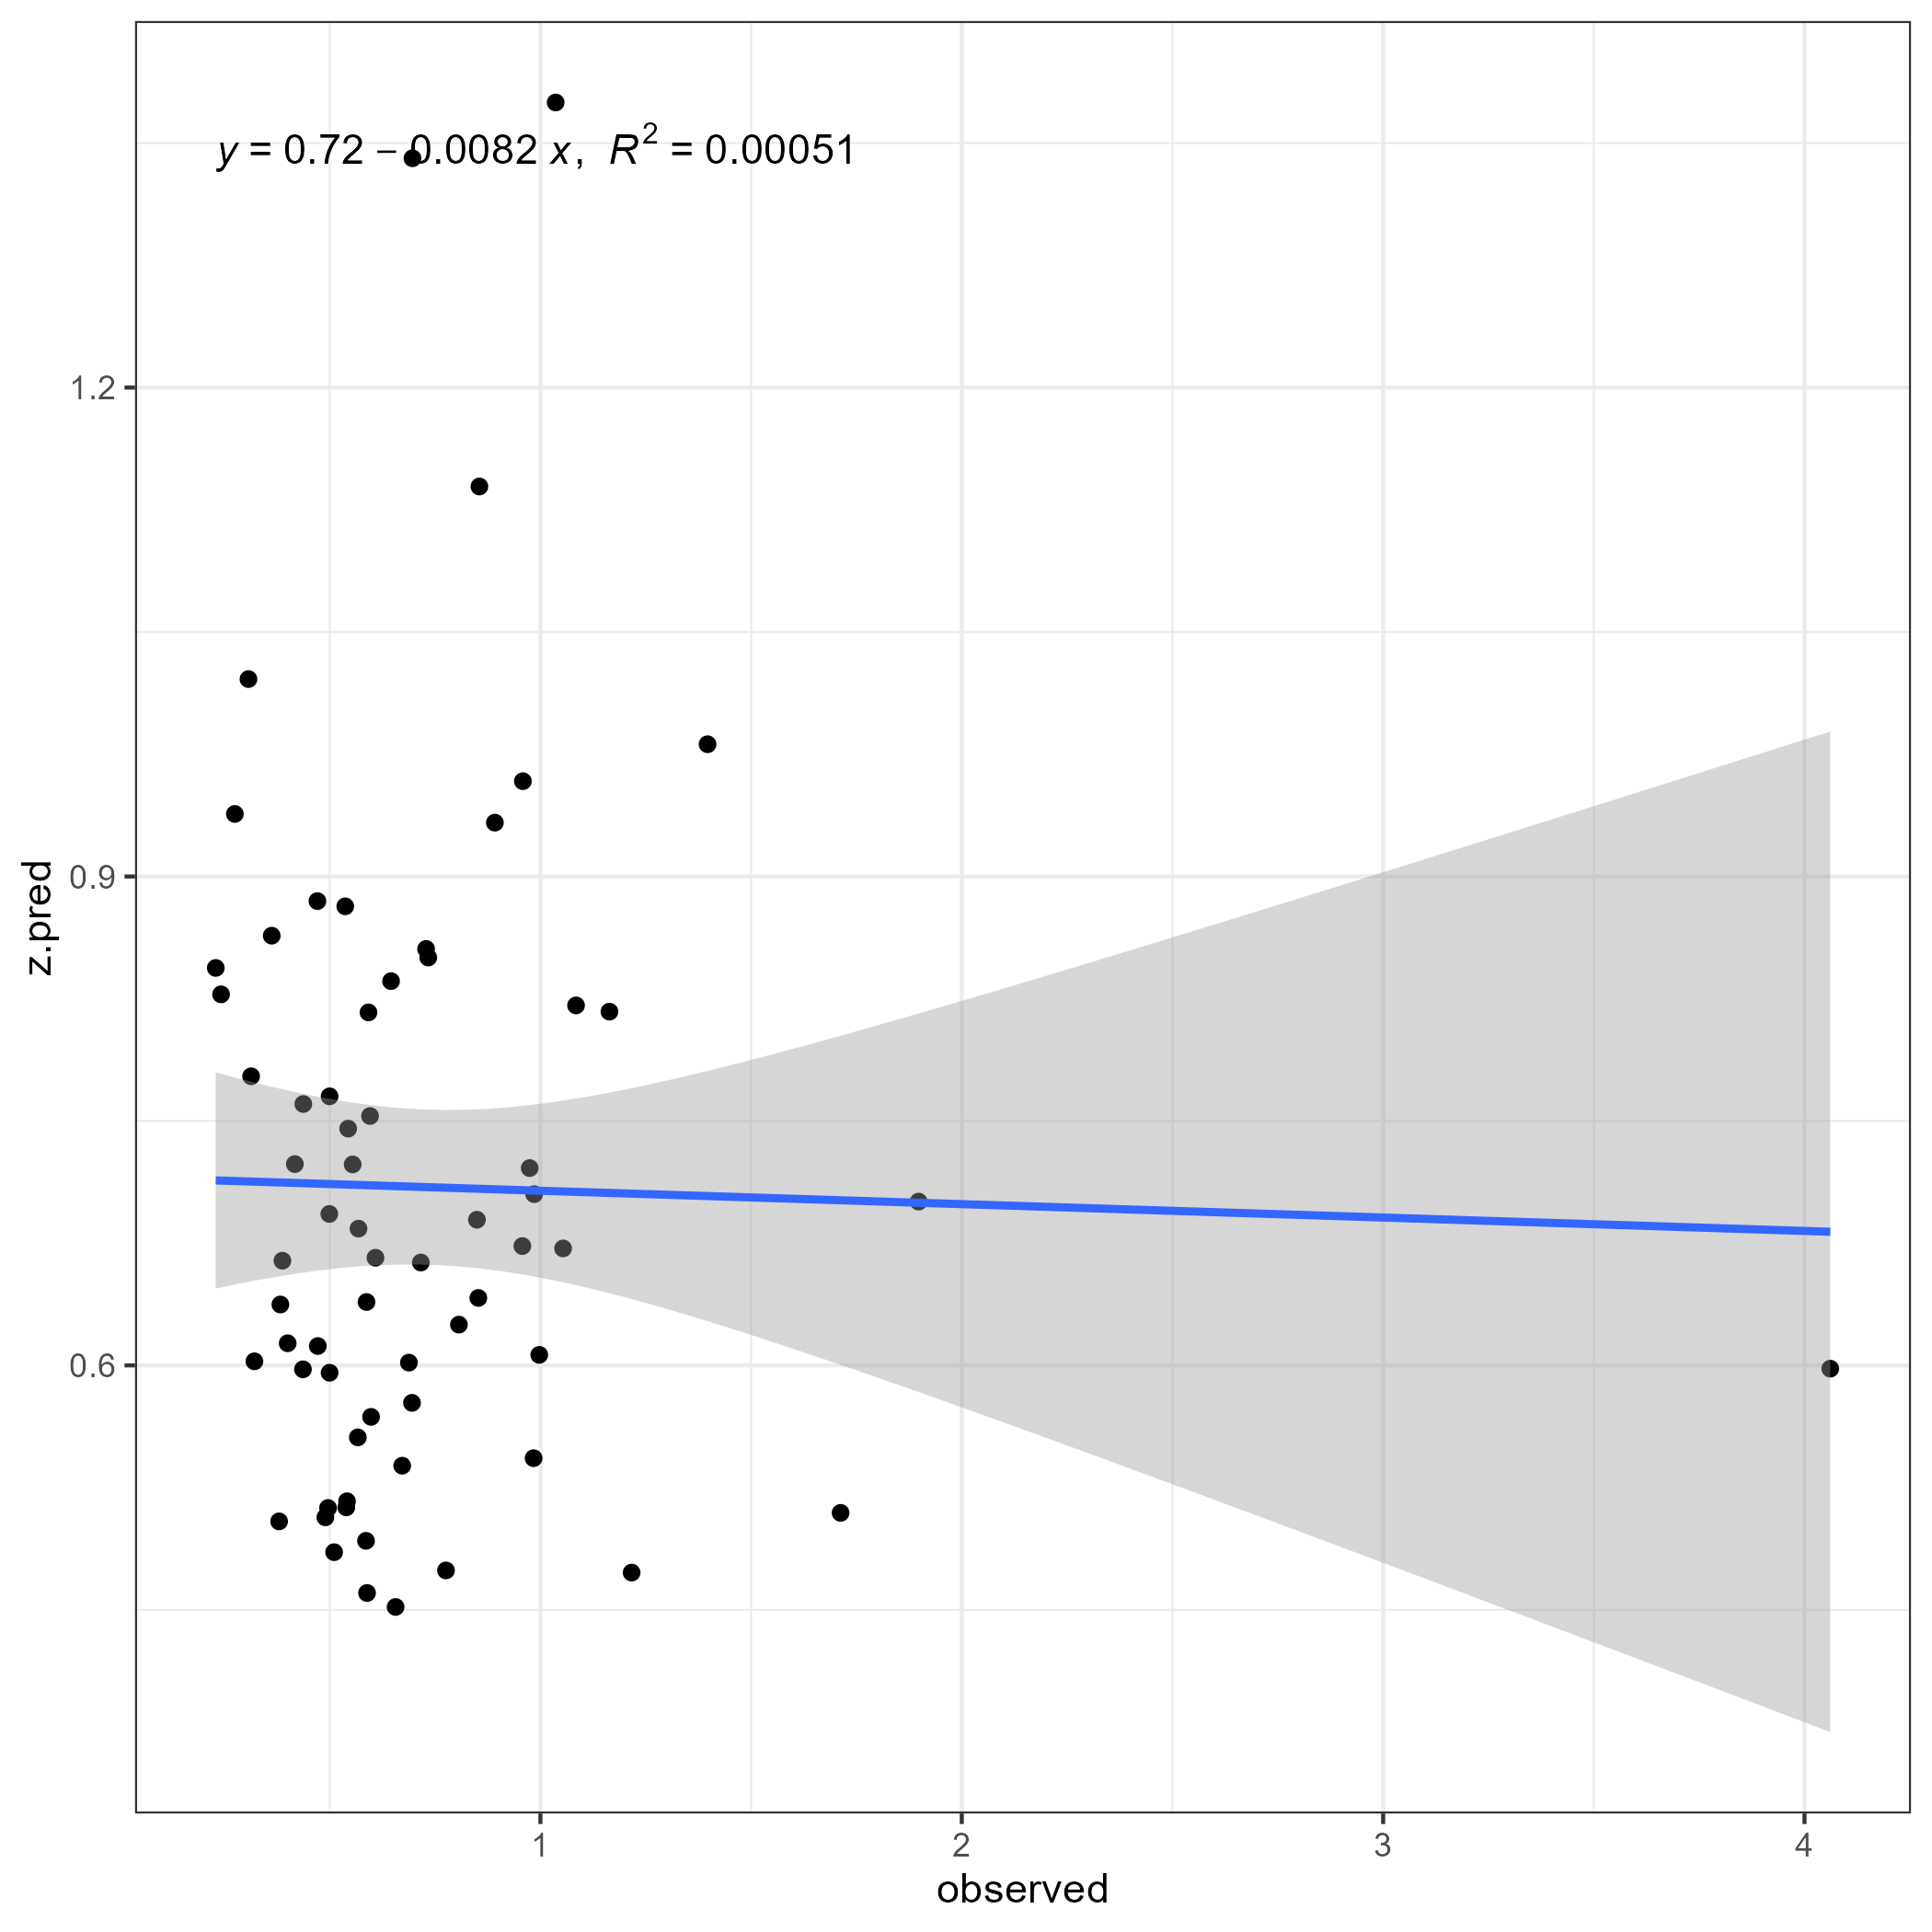 y = 0.72 − 0.0082 x, R² = 0.00051
1.2
0.9
0.6
z.pred
1 2 3 4
observed